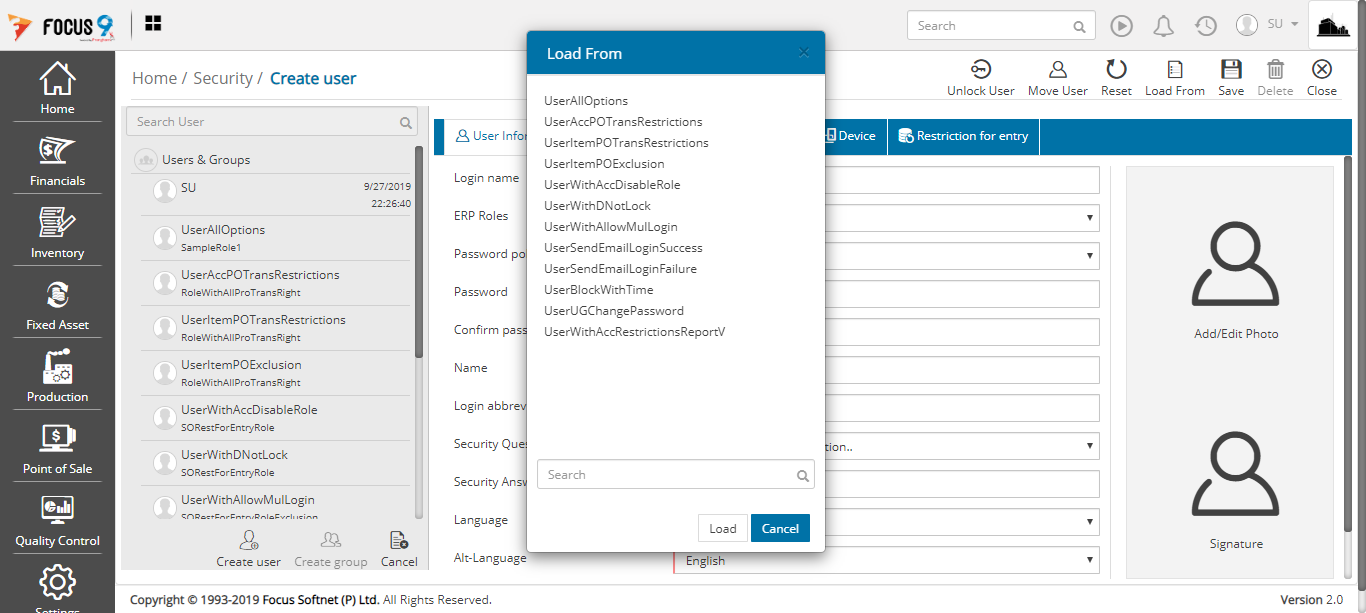 FOCUS 9
Search
SU
Home / Security / Create user
Unlock User
Move User
Reset
Load From
Save
Delete
Close
Home
Financials
Inventory
Fixed Asset
Production
Point of Sale
Quality Control
Settings
Search User
Users & Groups
SU
9/27/2019
22:26:40
UserAllOptions
SampleRole1
UserAccPOTransRestrictions
RoleWithAllProTransRight
UserItemPOTransRestrictions
RoleWithAllProTransRight
UserItemPOExclusion
RoleWithAllProTransRight
UserWithAccDisableRole
SORestForEntryRole
UserWithDNotLock
SORestForEntryRole
UserWithAllowMulLogin
SORestForEntryRoleExclusion
Create user
Create group
Cancel
User Infor
Device
Restriction for entry
Login name
ERP Roles
Password po
Password
Confirm pass
Name
Login abbrev
Security Ques
tion..
Security Answ
Language
Alt-Language
English
Load From
×
UserAllOptions
UserAccPOTransRestrictions
UserItemPOTransRestrictions
UserItemPOExclusion
UserWithAccDisableRole
UserWithDNotLock
UserWithAllowMulLogin
UserSendEmailLoginSuccess
UserSendEmailLoginFailure
UserBlockWithTime
UserUGChangePassword
UserWithAccRestrictionsReportV
Search
Load
Cancel
Add/Edit Photo
Signature
Copyright © 1993-2019 Focus Softnet (P) Ltd. All Rights Reserved.
Version 2.0